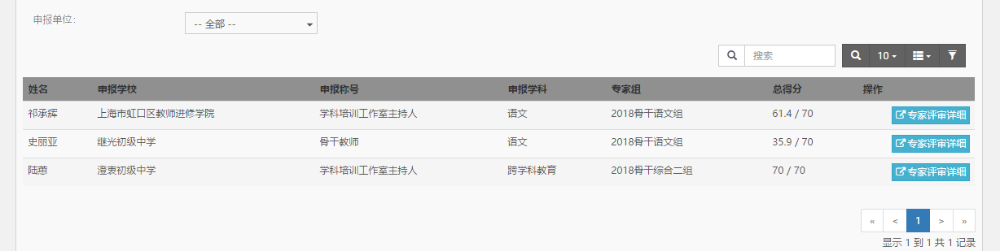 申报单位:
-- 全部 --
搜索
10
姓名 申报学校 申报称号 申报学科 专家组 总得分 操作
祁承辉 上海市虹口区教师进修学院 学科培训工作室主持人 语文 2018骨干语文组 61.4 / 70 专家评审详细
史丽亚 继光初级中学 骨干教师 语文 2018骨干语文组 35.9 / 70 专家评审详细
陆蕙 澄衷初级中学 学科培训工作室主持人 跨学科教育 2018骨干综合二组 70 / 70 专家评审详细
« < 1 > »
显示 1 到 1 共 1 记录